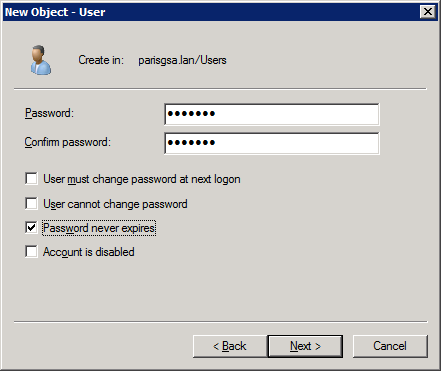 New Object - User
Create in: parisgsa.lan/Users
Password: •••••••
Confirm password: •••••••
User must change password at next logon
User cannot change password
Password never expires
Account is disabled
< Back Next > Cancel